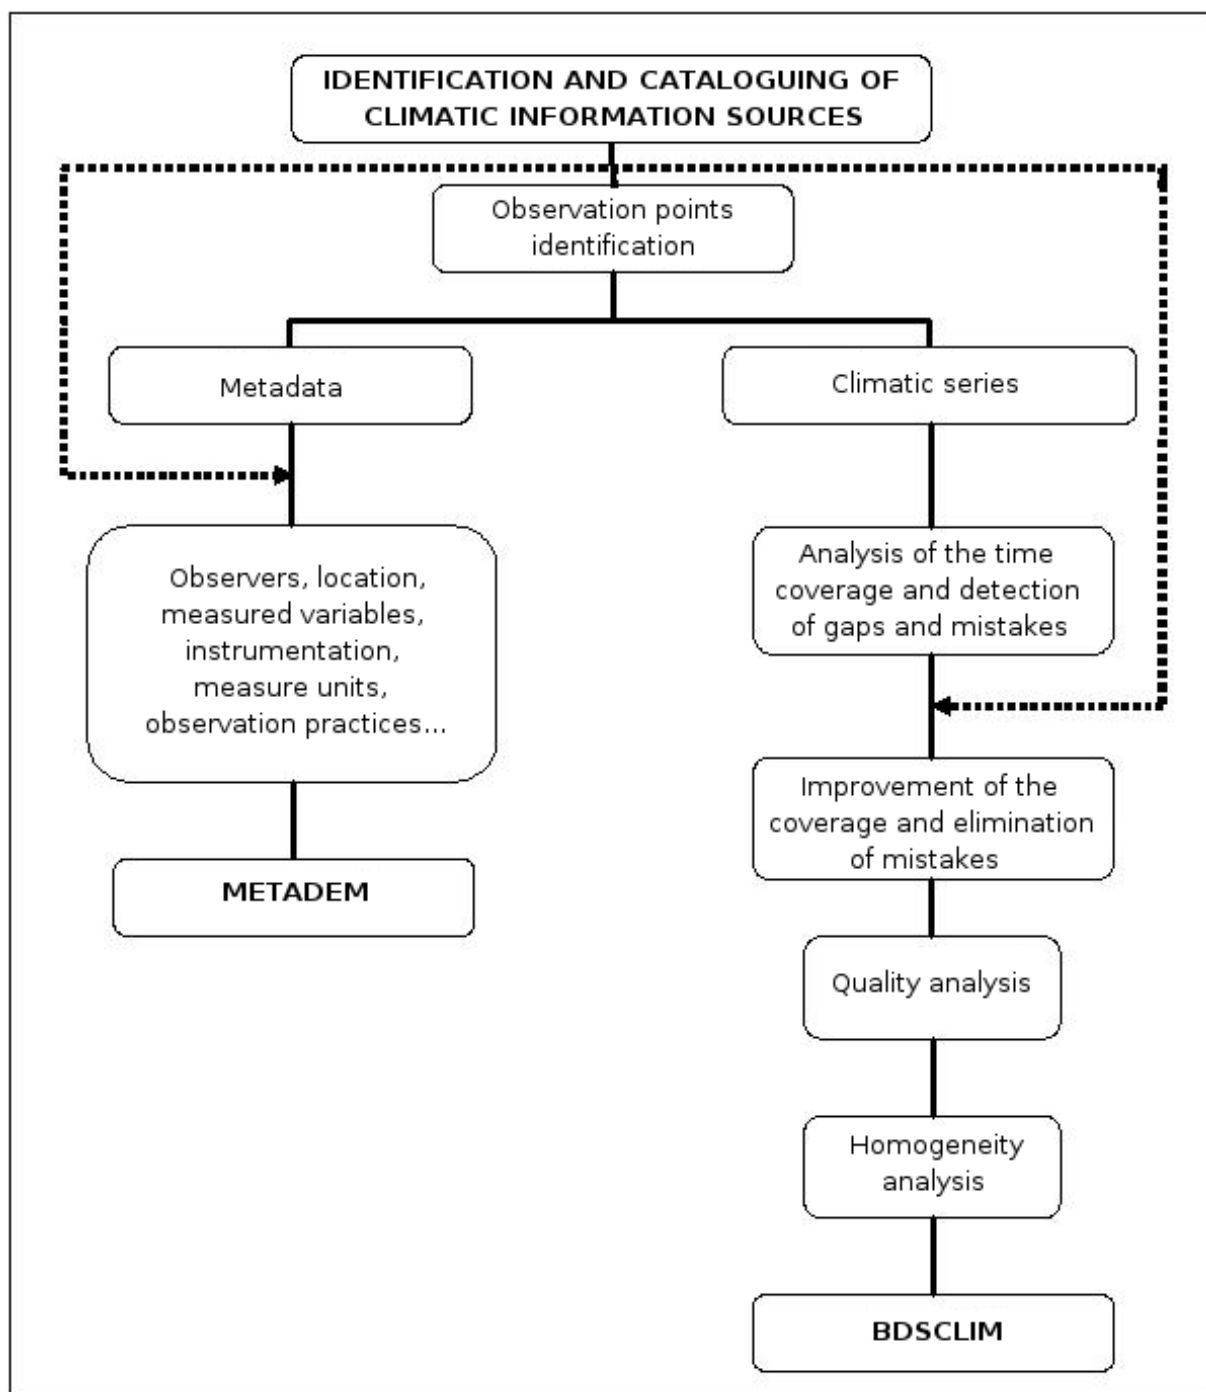 IDENTIFICATION AND CATALOGUING OF
CLIMATIC INFORMATION SOURCES
Observation points
identification
Metadata
Climatic series
Observers, location,
measured variables,
instrumentation,
measure units,
observation practices...
Analysis of the time
coverage and detection
of gaps and mistakes
Improvement of the
coverage and elimination
of mistakes
METADEM
Quality analysis
Homogeneity
analysis
BDSCLIM